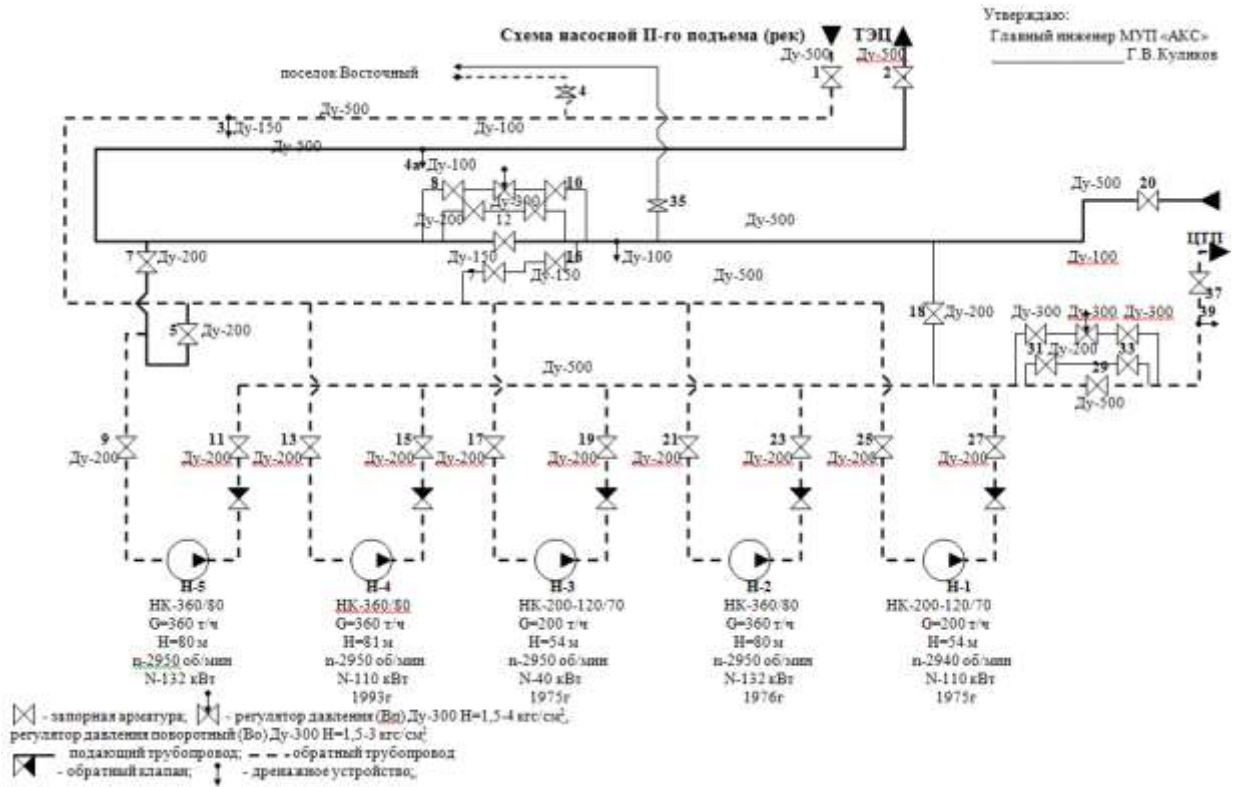 Утверждаю:
Схема насосной II-го подъема (рек)
ТЭЦ
Главный инженер МУП «АКС»
Г.В.Куликов
Ду-500
Ду-500
1
2
поселок Восточный
4
Ду-500
3
Ду-150
Ду-100
Ду-500
4а
Ду-100
8
10
Ду-300
35
Ду-500
20
Ду-200
12
Ду-500
ЦТП
7
Ду-200
Ду-150
16
Ду-100
Ду-100
7
Ду-150
Ду-500
37
5
Ду-200
18
Ду-200
Ду-300
Ду-300
Ду-300
39
31
Ду-200
33
Ду-500
29
Ду-500
9
11
13
15
17
19
21
23
25
27
Ду-200
Ду-200
Ду-200
Ду-200
Ду-200
Ду-200
Ду-200
Ду-200
Ду-200
Ду-200
Н-5
НК-360/80
G=360 т/ч
Н=80 м
n-2950 об/мин
N-132 кВт
Н-4
НК-360/80
G=360 т/ч
Н=81 м
n-2950 об/мин
N-110 кВт
1993г
Н-3
НК-200-120/70
G=200 т/ч
Н=54 м
n-2950 об/мин
N-40 кВт
1975г
Н-2
НК-360/80
G=360 т/ч
Н=80 м
n-2950 об/мин
N-132 кВт
1976г
Н-1
НК-200-120/70
G=200 т/ч
Н=54 м
n-2940 об/мин
N-110 кВт
1975г
- запорная арматура; - регулятор давления (Вп) Ду-300 Н=1,5-4 кгс/см²,
регулятор давления поворотный (Во) Ду-300 Н=1,5-3 кгс/см²
подающий трубопровод; - обратный трубопровод
- обратный клапан; - дренажное устройство;